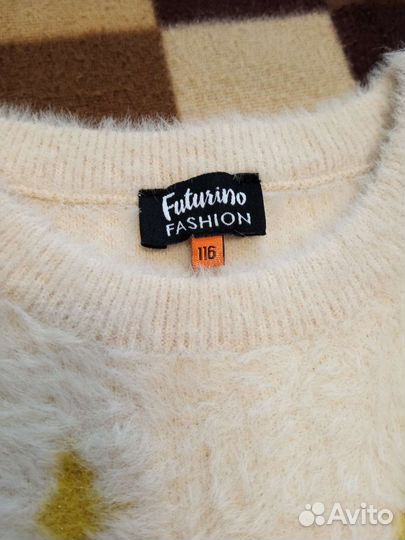 Futurino
FASHION
116
Avito